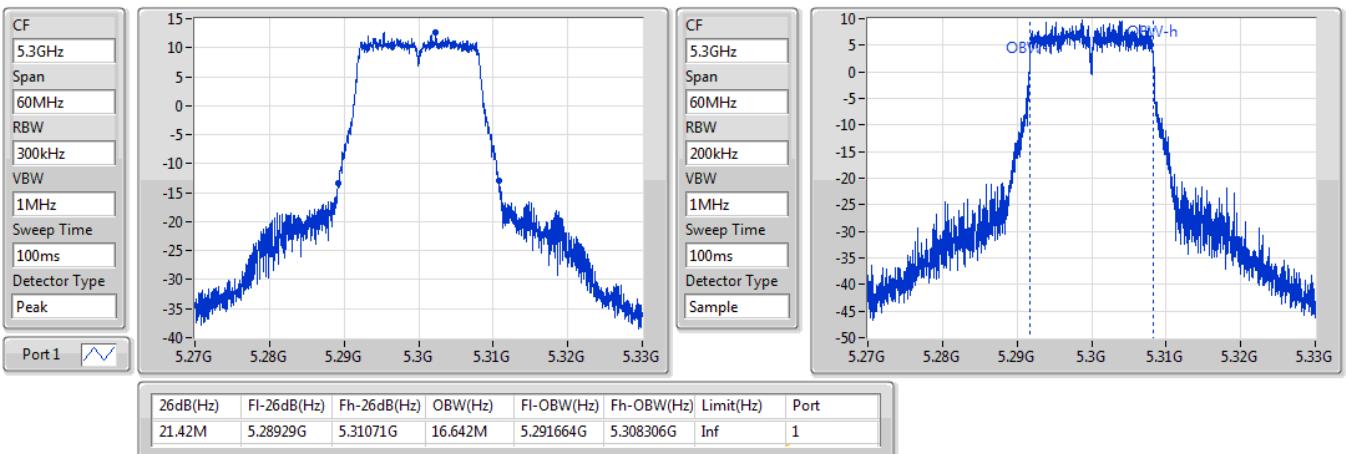 CF
5.3GHz
Span
60MHz
RBW
300kHz
VBW
1MHz
Sweep Time
100ms
Detector Type
Peak
Port 1
15
10
5
0
-5
-10
-15
-20
-25
-30
-35
-40
5.27G 5.28G 5.29G 5.3G 5.31G 5.32G 5.33G
CF
5.3GHz
Span
60MHz
RBW
200kHz
VBW
1MHz
Sweep Time
100ms
Detector Type
Sample
10
5
0
-5
-10
-15
-20
-25
-30
-35
-40
-45
-50
OBW-h
5.27G 5.28G 5.29G 5.3G 5.31G 5.32G 5.33G
26dB(Hz) Fl-26dB(Hz) Fh-26dB(Hz) OBW(Hz) Fl-OBW(Hz) Fh-OBW(Hz) Limit(Hz) Port
21.42M 5.28929G 5.31071G 16.642M 5.291664G 5.308306G Inf 1